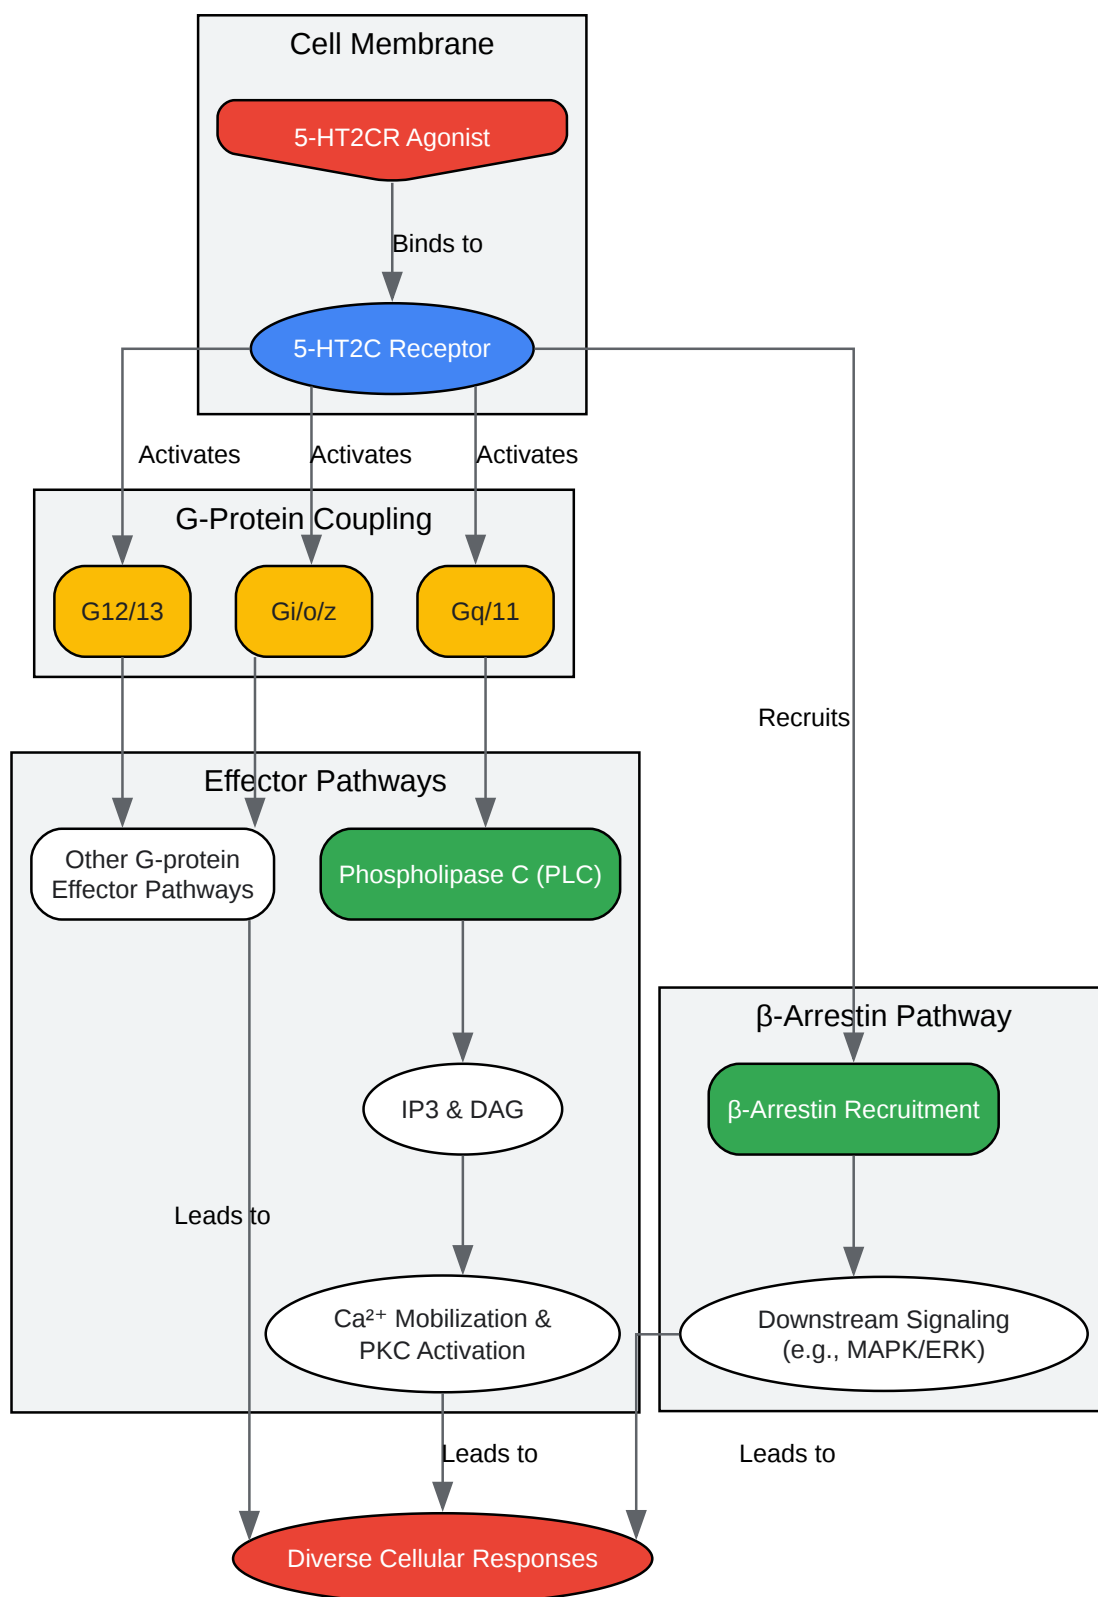 Cell Membrane
5-HT2CR Agonist
Binds to
5-HT2C Receptor
Activates
Activates
Activates
G-Protein Coupling
G12/13
Gi/o/z
Gq/11
Recruits
Effector Pathways
Other G-protein
Effector Pathways
Phospholipase C (PLC)
β-Arrestin Pathway
IP3 & DAG
β-Arrestin Recruitment
Leads to
Ca²⁺ Mobilization &
PKC Activation
Downstream Signaling
(e.g., MAPK/ERK)
Leads to
Leads to
Diverse Cellular Responses